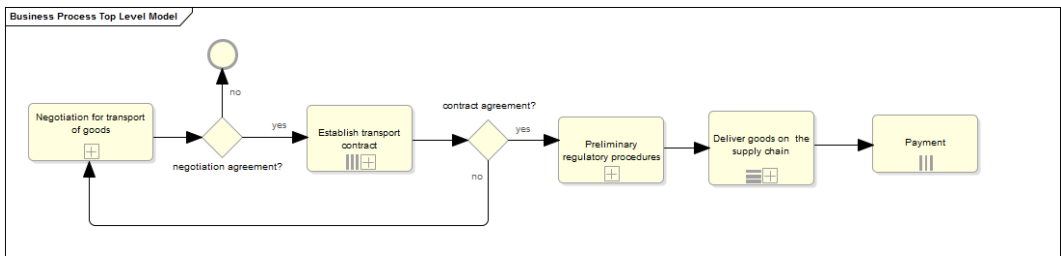 Business Process Top Level Model
Negotiation for transport
of goods
no
negotiation agreement?
yes
Establish transport
contract
contract agreement?
yes
no
Preliminary
regulatory procedures
Deliver goods on the
supply chain
Payment